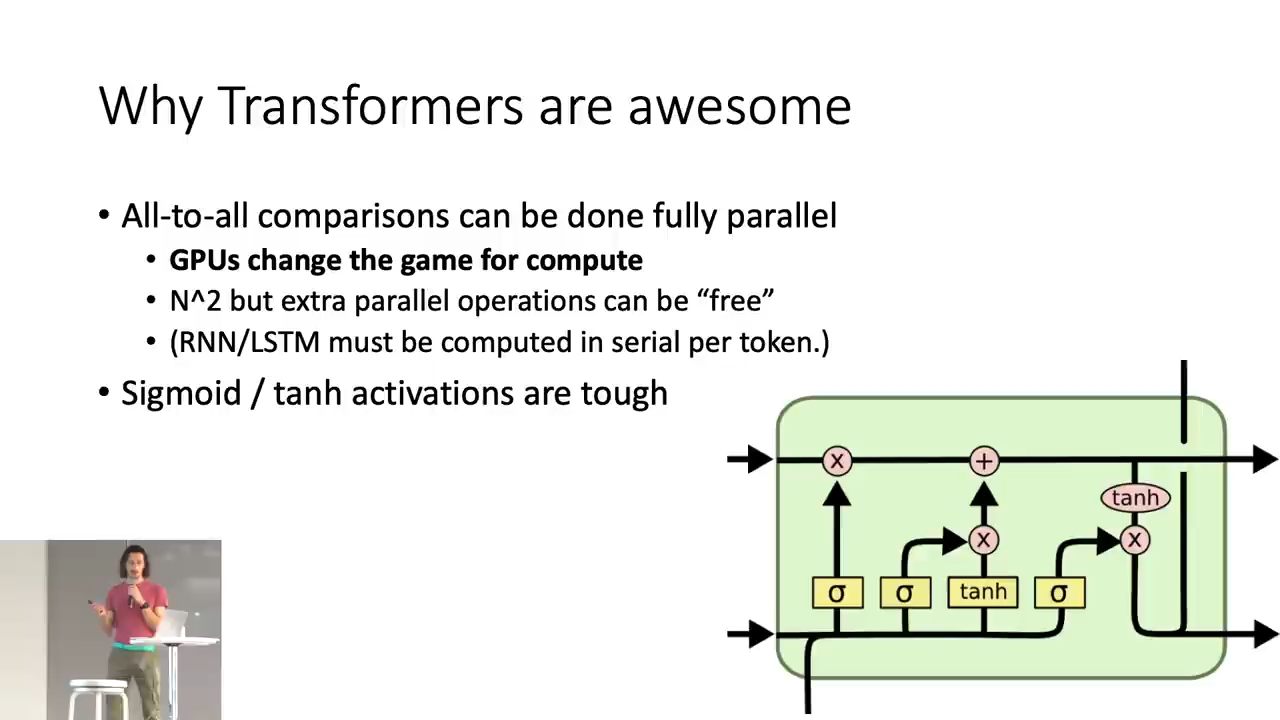 Why Transformers are awesome
• All-to-all comparisons can be done fully parallel
• GPUs change the game for compute
• N^2 but extra parallel operations can be “free”
• (RNN/LSTM must be computed in serial per token.)
• Sigmoid / tanh activations are tough
x
+
tanh
x
x
σ
σ
tanh
σ